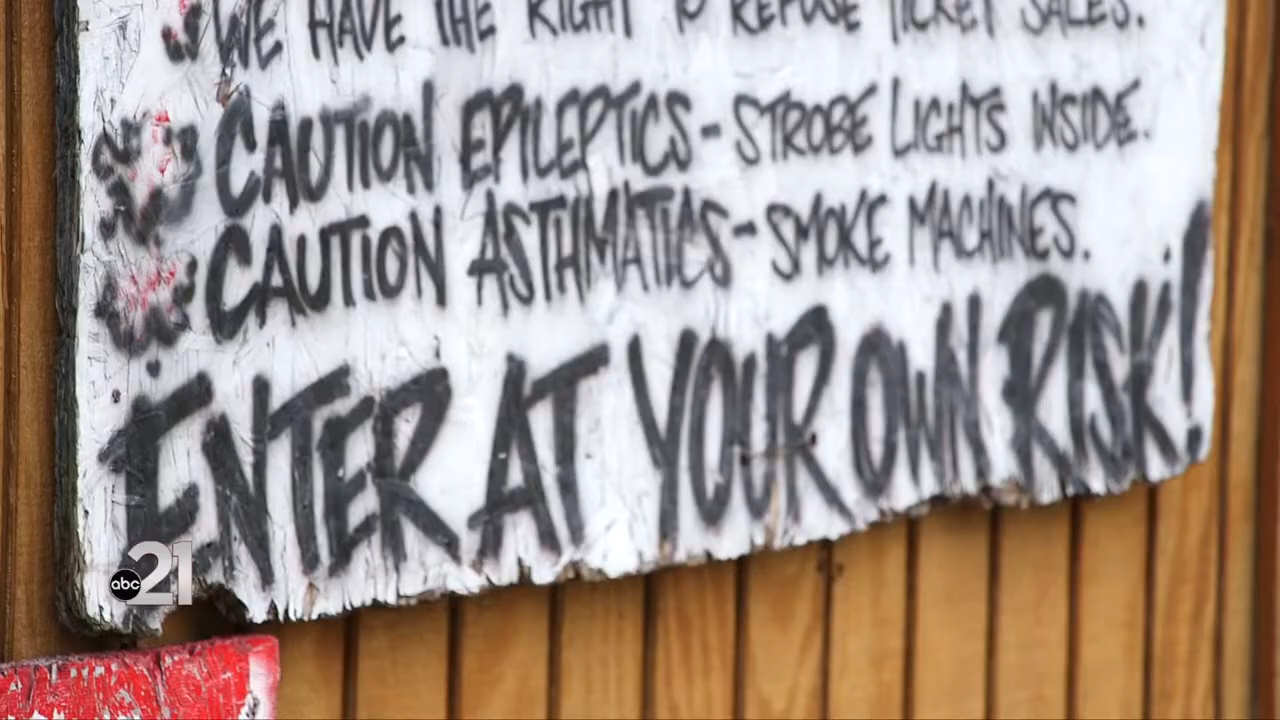 WE HAVE THE RIGHT TO REFUSE TICKET SALES.
CAUTION EPILEPTICS-STROBE LIGHTS INSIDE.
CAUTION ASTHMATICS-SMOKE MACHINES.
ENTER AT YOUR OWN RISK!
abc 21